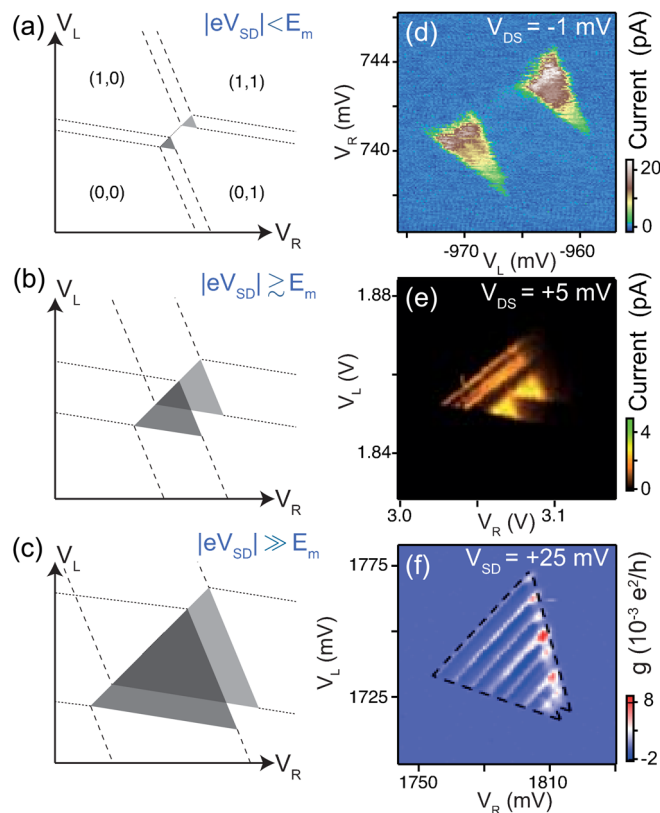 (a)
V_L
|eV_SD|<E_m
(1,0)
(1,1)
(0,0)
(0,1)
V_R
(b)
V_L
|eV_SD| ≳ E_m
V_R
(c)
V_L
|eV_SD| ≫ E_m
V_R
(d)
V_DS = -1 mV
744
740
V_R (mV)
-970
-960
V_L (mV)
Current (pA)
20
0
(e)
V_DS = +5 mV
1.88
1.84
V_L (V)
3.0
3.1
V_R (V)
Current (pA)
4
0
(f)
V_SD = +25 mV
1775
1725
V_L (mV)
1750
1810
V_R (mV)
g (10⁻³ e²/h)
8
-2